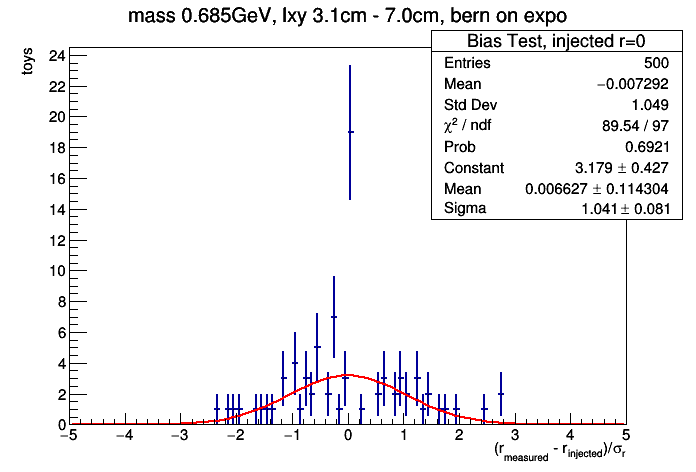 mass 0.685GeV, lxy 3.1cm - 7.0cm, bern on expo
Bias Test, injected r=0
Entries 500
Mean −0.007292
Std Dev 1.049
χ² / ndf 89.54 / 97
Prob 0.6921
Constant 3.179 ± 0.427
Mean 0.006627 ± 0.114304
Sigma 1.041 ± 0.081
toys
24
22
20
18
16
14
12
10
8
6
4
2
0
−5 −4 −3 −2 −1 0 1 2 3 4 5
(r_measured - r_injected)/σ_r